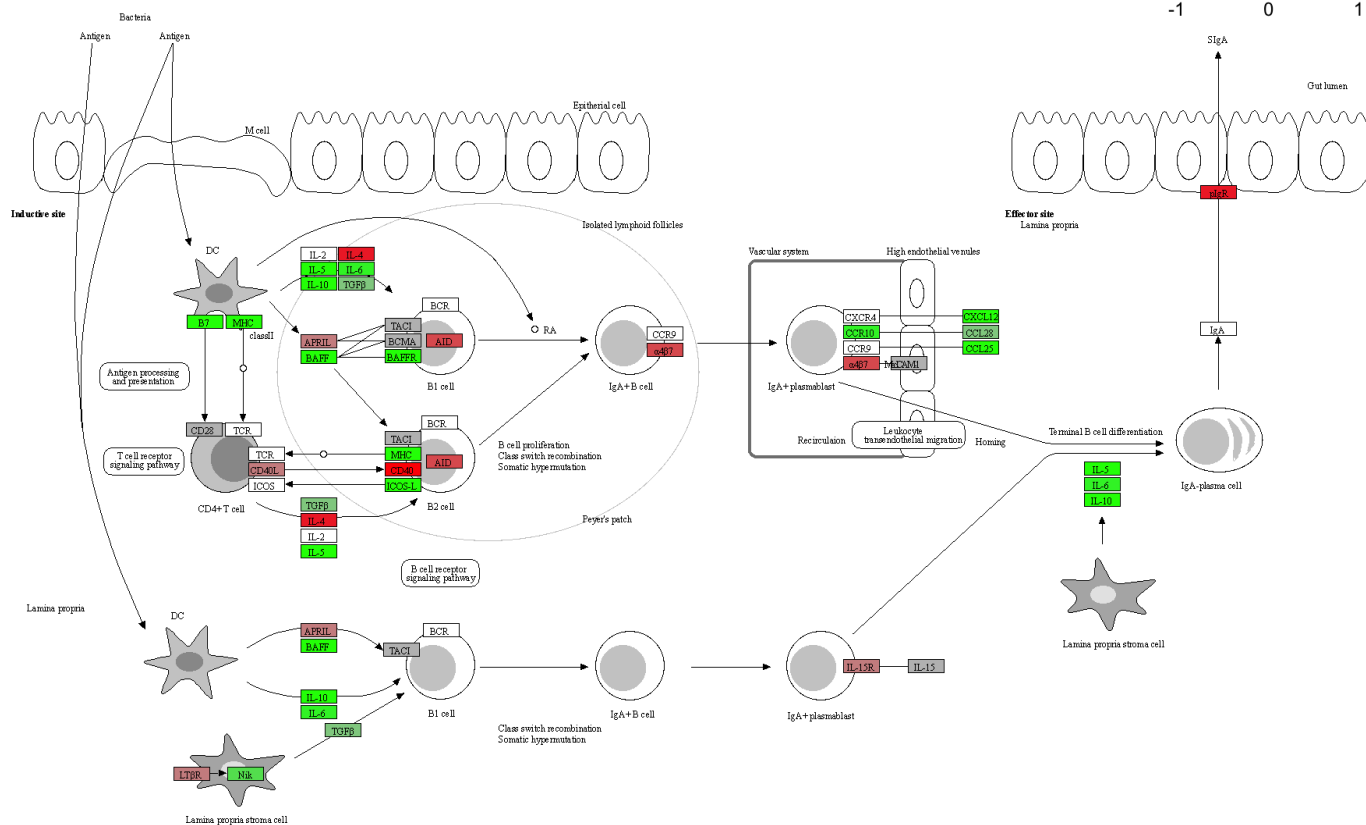 -1 0 1
Bacteria
Antigen Antigen
SIgA
Gut lumen
Epitherial cell
M cell
pIgR
Inductive site
Effector site
Lamina propria
Isolated lymphoid follicles
DC
IL-2 IL-4
IL-5 IL-6
IL-10 TGFβ
Vascular system
High endothelial venules
BCR
B7 MHC
classII
TACI
APRIL
BCMA
BAFF
BAFFR
AID
B1 cell
RA
CCR9
α4β7
IgA+B cell
CXCR4 CXCL12
CCR10 CCL28
CCR9 CCL25
α4β7
IgA+plasmablast
IgA
Antigen processing
and presentation
CD28 TCR
T cell receptor
signaling pathway
TCR
CD40L
ICOS
CD4+T cell
BCR
TACI
MHC
CD40
ICOS-L
AID
B2 cell
B cell proliferation
Class switch recombination
Somatic hypermutation
Recirculaion
Leukocyte
transendothelial migration
Homing
Terminal B cell differentiation
IL-5
IL-6
IL-10
IgA-plasma cell
TGFβ
IL-4
IL-2
IL-5
Peyer's patch
B cell receptor
signaling pathway
Lamina propria
DC
APRIL
BAFF
BCR
TACI
IL-10
IL-6
TGFβ
B1 cell
IgA+B cell
IL-15R IL-15
IgA+plasmablast
Lamina propria stroma cell
Class switch recombination
Somatic hypermutation
LTβR Nik
Lamina propria stroma cell